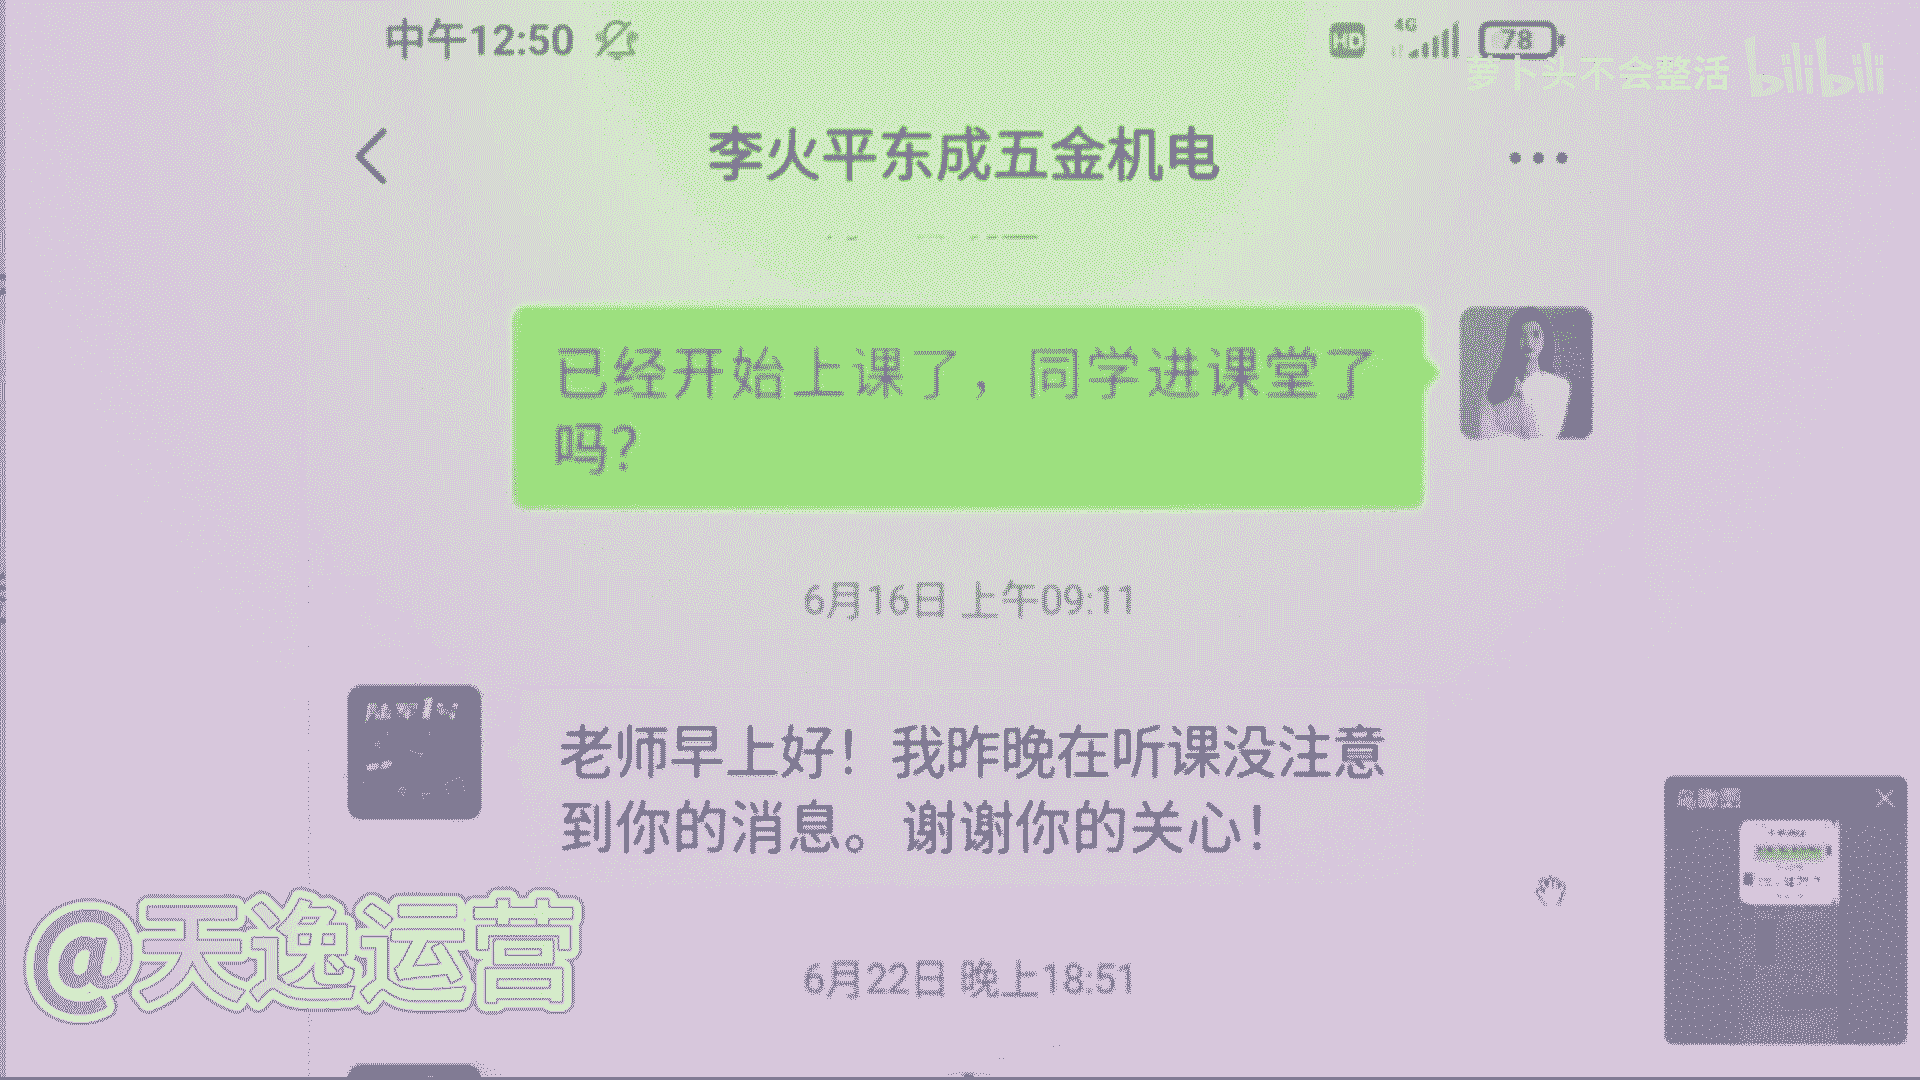 中午12:50
HD 4G 78
萝卜头不会整活 bilibili
李火平东成五金机电
已经开始上课了，同学进课堂了
吗？
6月16日 上午09:11
老师早上好！我昨晚在听课没注意
到你的消息。谢谢你的关心！
@天逸运营
6月22日 晚上18:51